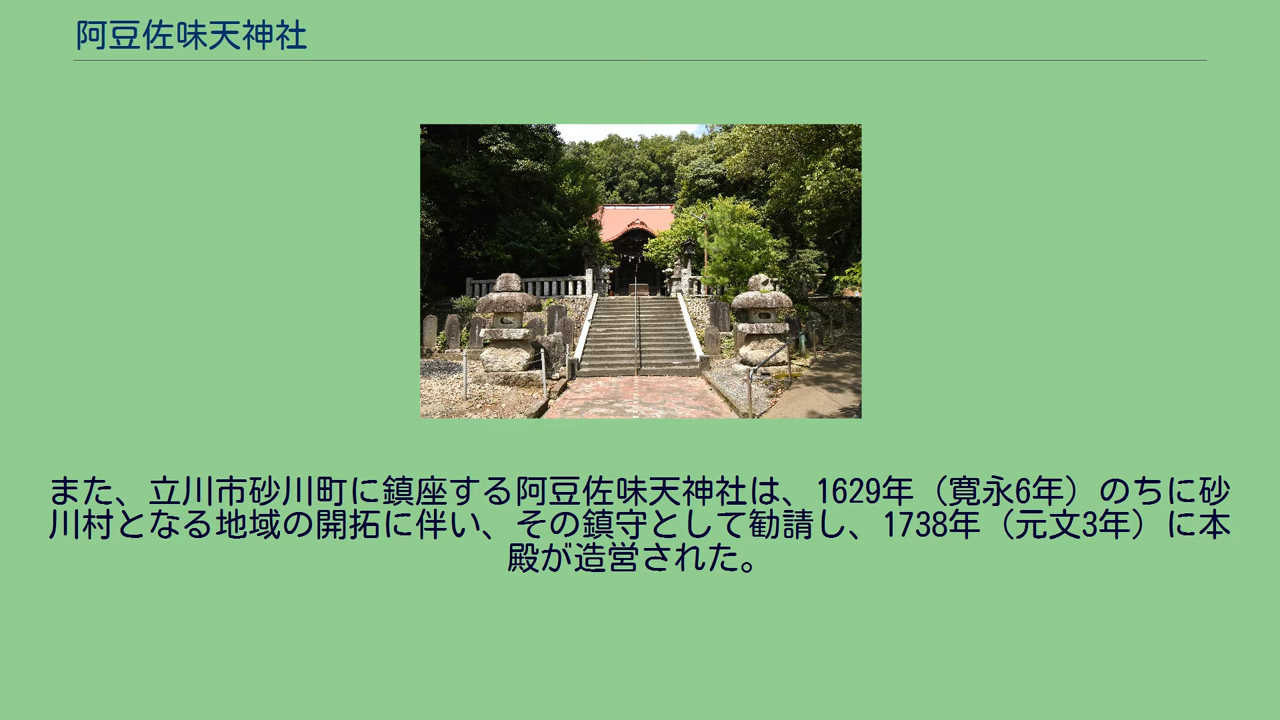 阿豆佐味天神社
また、立川市砂川町に鎮座する阿豆佐味天神社は、1629年（寛永6年）のちに砂
川村となる地域の開拓に伴い、その鎮守として勧請し、1738年（元文3年）に本
殿が造営された。